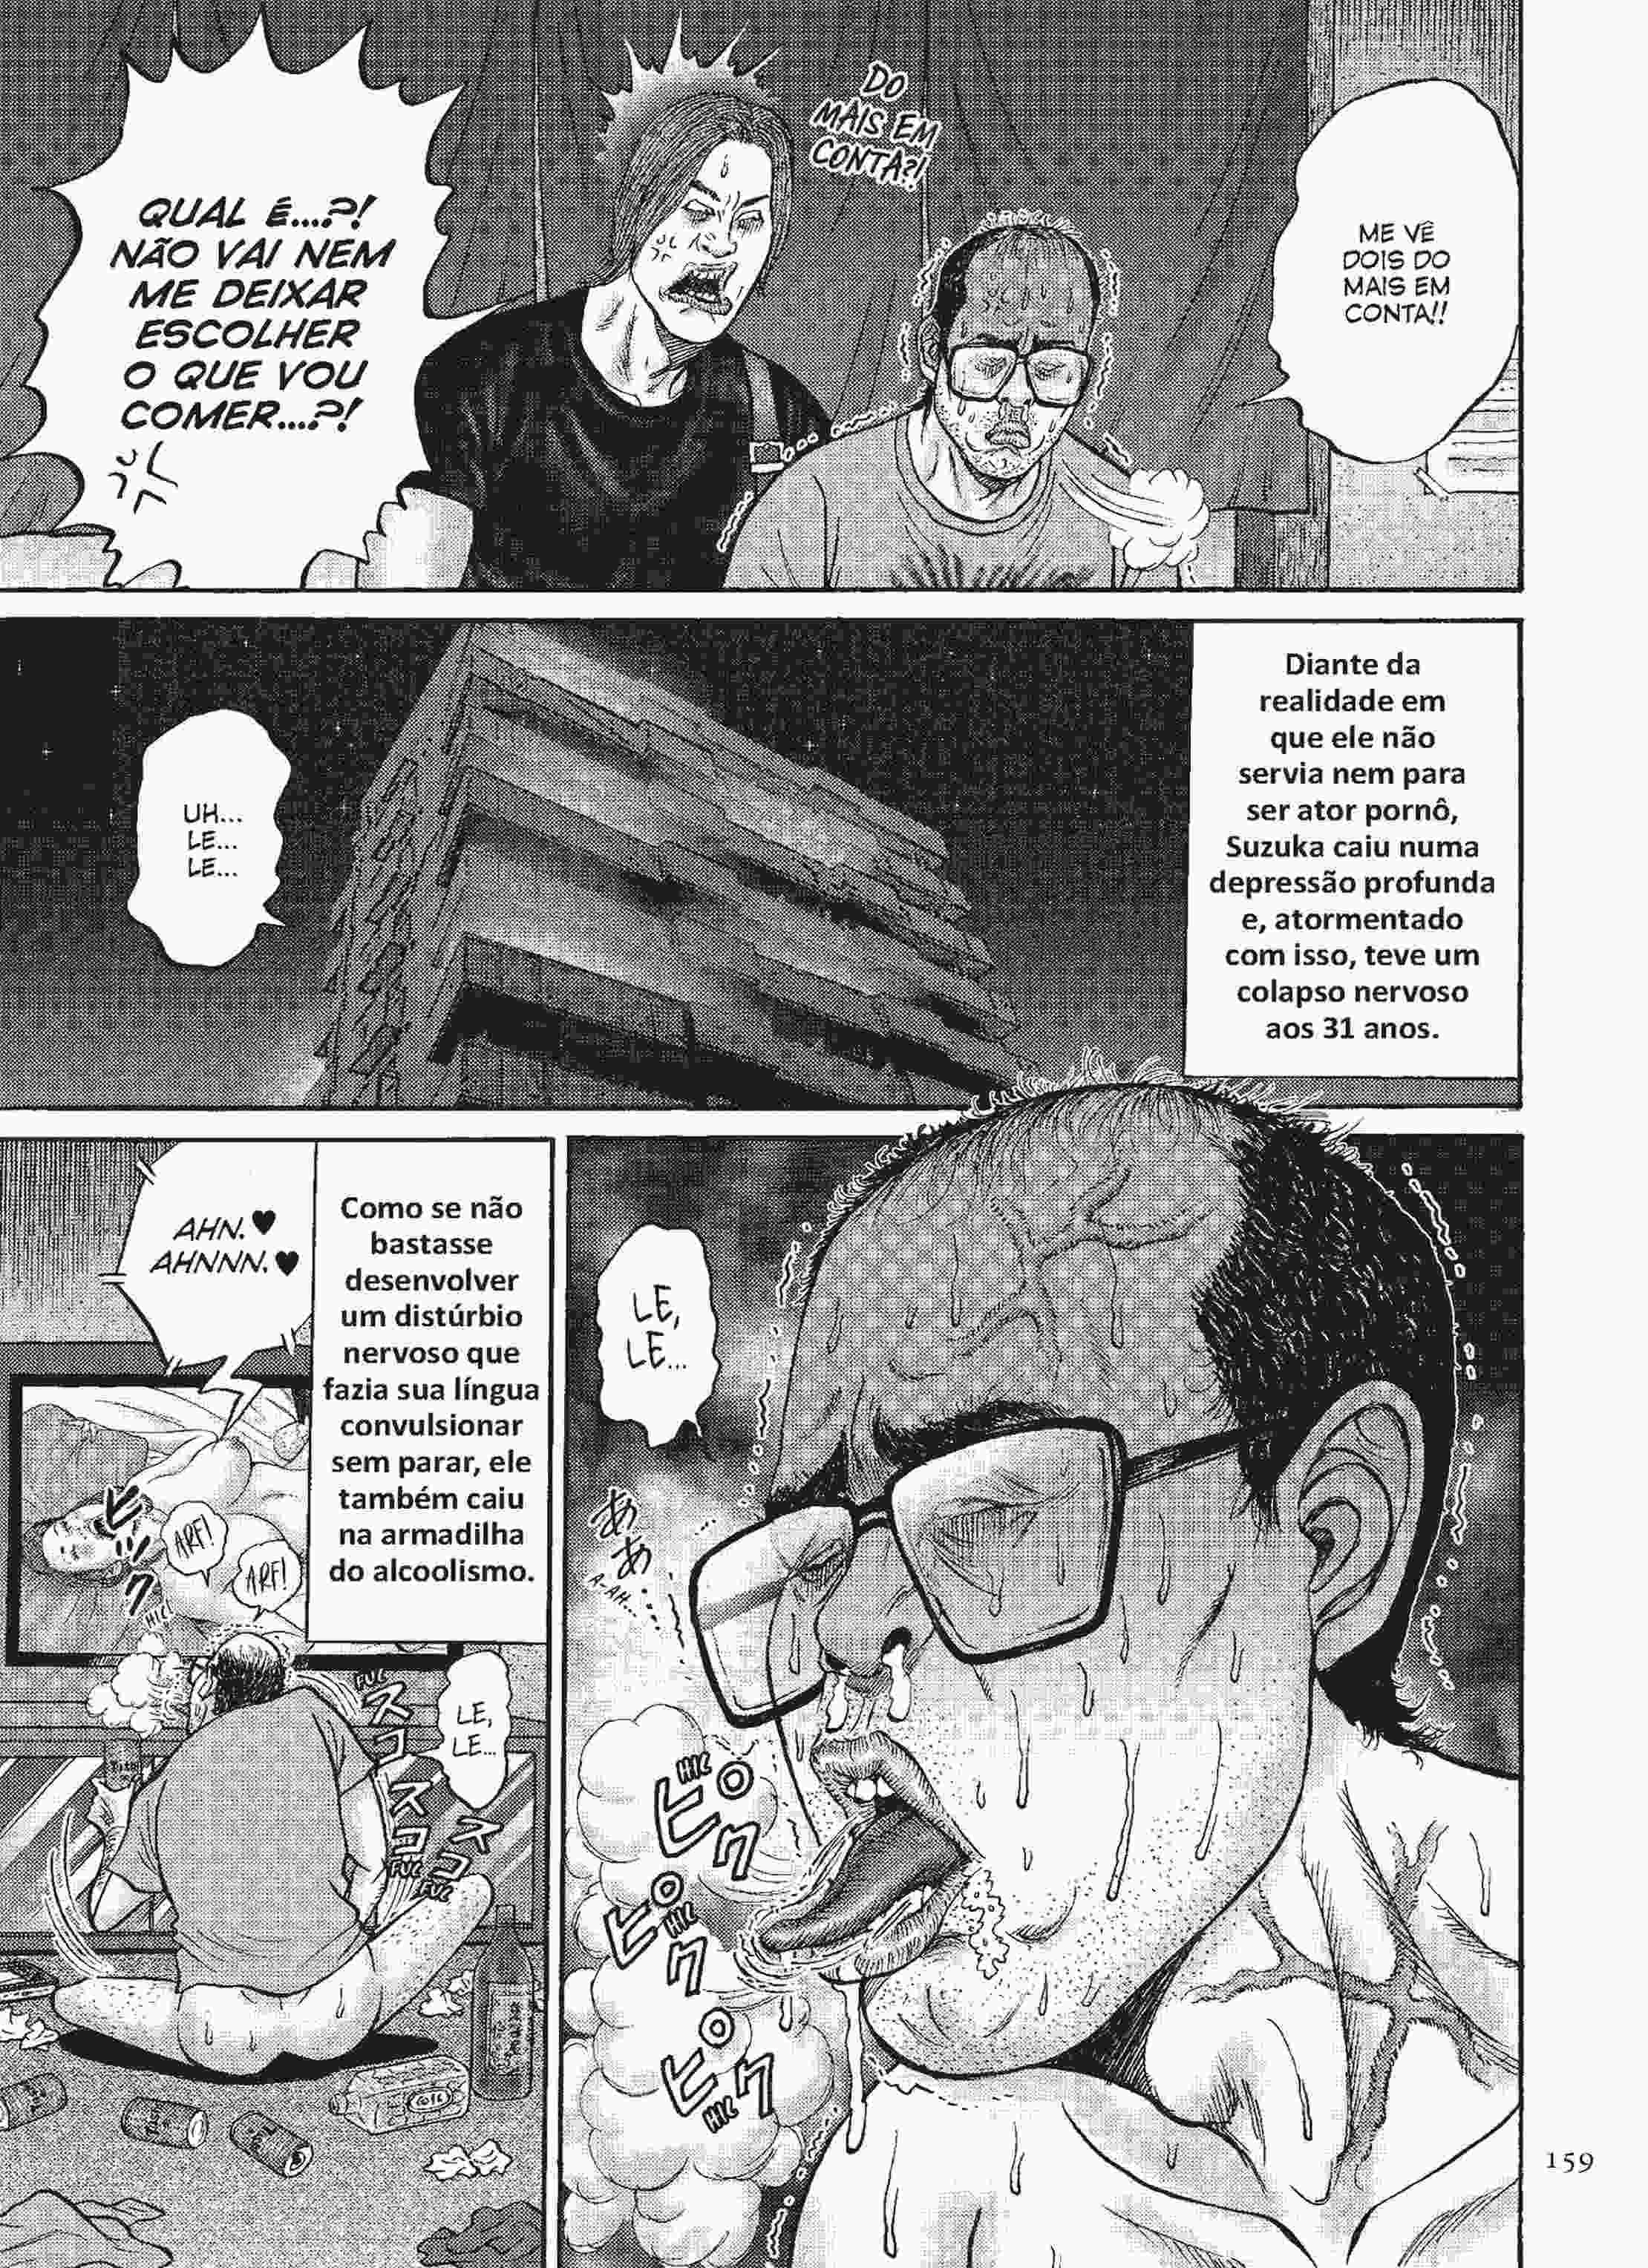 ME VÊ
DOIS DO
MAIS EM
CONTA!!
DO
MAIS EM
CONTA?!
QUAL É...?!
NÃO VAI NEM
ME DEIXAR
ESCOLHER
O QUE VOU
COMER...?!
Diante da
realidade em
que ele não
servia nem para
ser ator pornô,
Suzuka caiu numa
depressão profunda
e, atormentado
com isso, teve um
colapso nervoso
aos 31 anos.
UH...
LE...
LE...
LE,
LE...
ああ……
A-AH...
HIC
ピク
HIC
ピク
HIC
ピク
Como se não
bastasse
desenvolver
um distúrbio
nervoso que
fazia sua língua
convulsionar
sem parar, ele
também caiu
na armadilha
do alcoolismo.
AHN.♥
AHNNN.♥
ARF!
ARF!
ヒック
HIC!
LE,
LE...
FUC
スコ
スコ
FUC
スコ
FUC
159